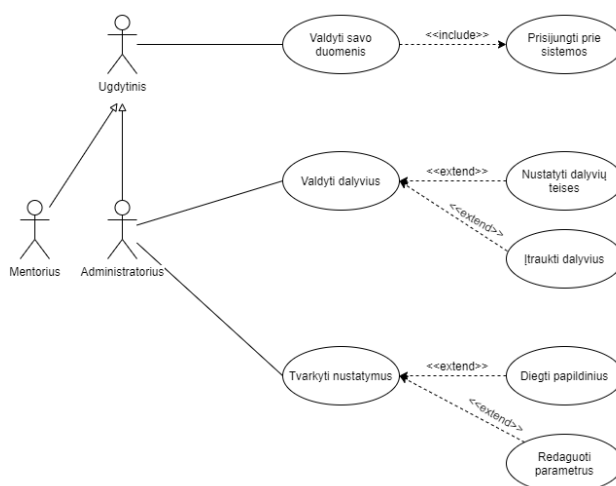 Valdyti savo
duomenis
<<include>>
Prisijungti prie
sistemos
Ugdytinis
Valdyti dalyvius
<<extend>>
Nustatyti dalyvių
teises
<<extend>>
Įtraukti dalyvius
Mentorius
Administratorius
Tvarkyti nustatymus
<<extend>>
Diegti papildinius
<<extend>>
Redaguoti
parametrus